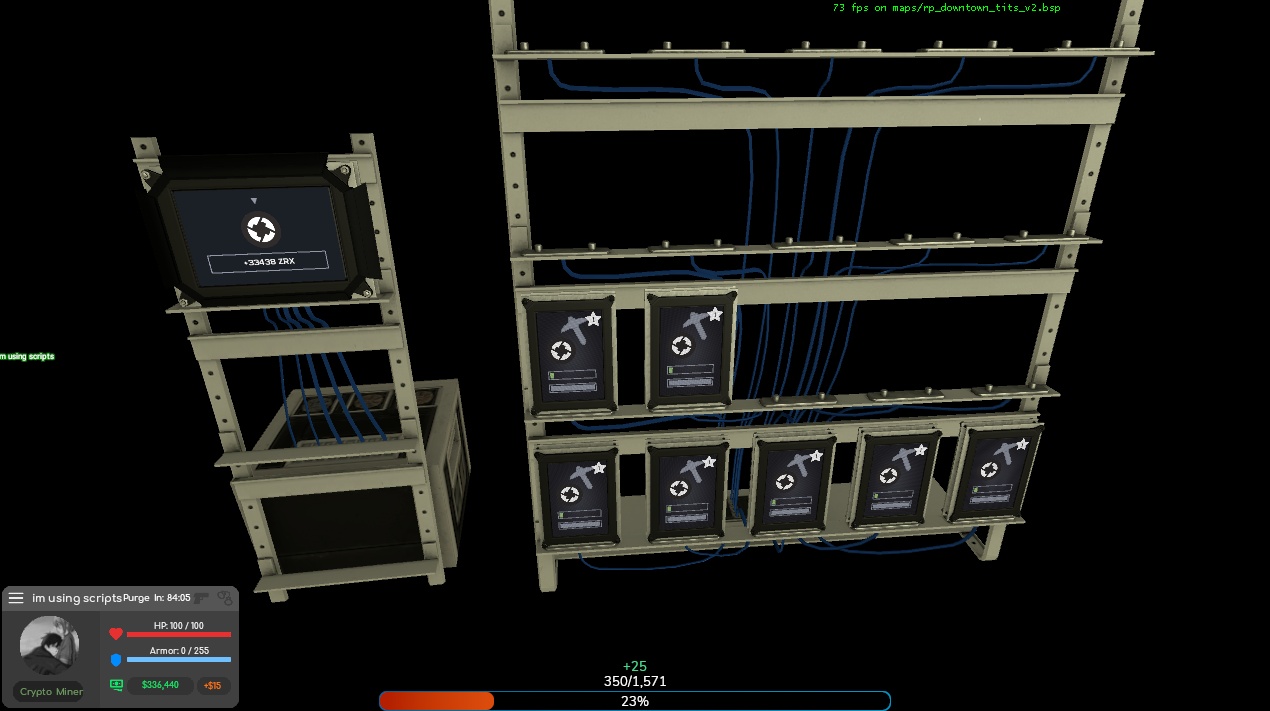 73 fps on maps/rp_downtown_tits_v2.bsp
+33438 ZRX
m using scripts
im using scripts Purge In: 84:05
HP: 100 / 100
Armor: 0 / 255
$336,440 +$15
Crypto Miner
+25
350/1,571
23%